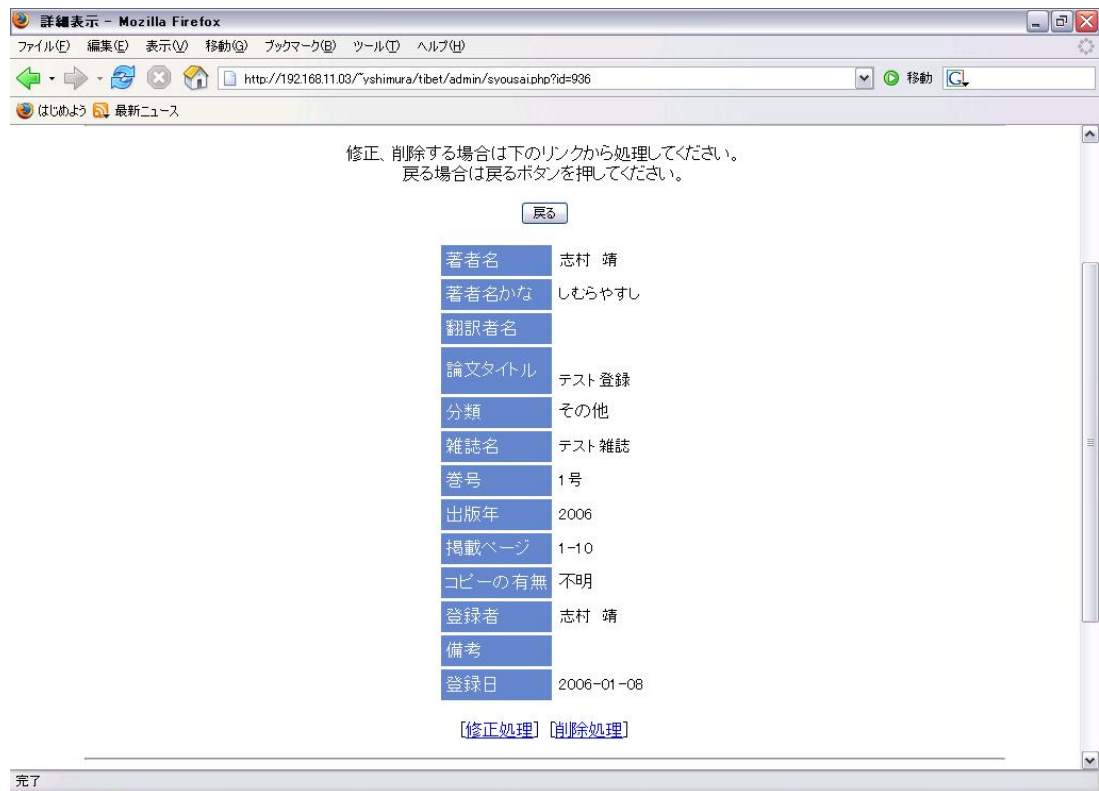 詳細表示 - Mozilla Firefox
ファイル(F) 編集(E) 表示(V) 移動(G) ブックマーク(B) ツール(T) ヘルプ(H)
http://192.168.11.03/~yshimura/tibet/admin/syousai.php?id=936 移動 G
はじめよう 最新ニュース
修正、削除する場合は下のリンクから処理してください。
戻る場合は戻るボタンを押してください。
戻る
著者名 志村 靖
著者名かな しむらやすし
翻訳者名
論文タイトル テスト登録
分類 その他
雑誌名 テスト雑誌
巻号 1号
出版年 2006
掲載ページ 1-10
コピーの有無 不明
登録者 志村 靖
備考
登録日 2006-01-08
[修正処理] [削除処理]
完了